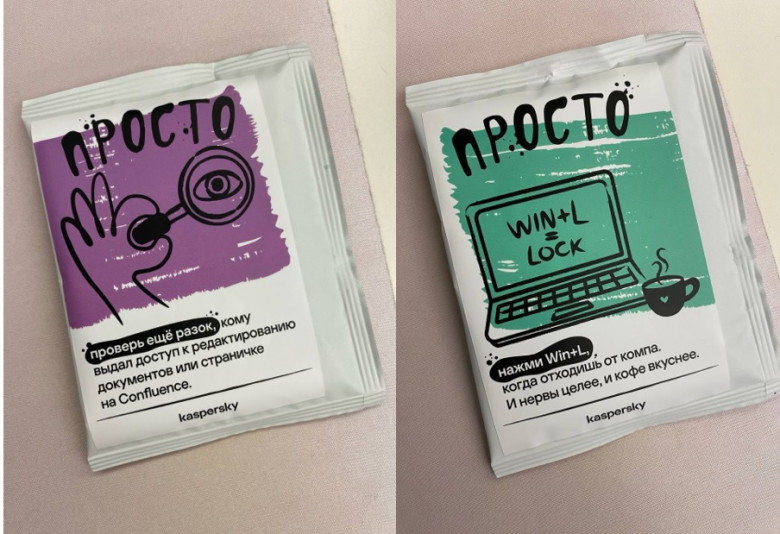 ПРОСТО
проверь ещё разок, кому
выдал доступ к редактированию
документов или страничке
на Confluence.
kaspersky
ПРОСТО
WIN+L
=
LOCK
нажми Win+L,
когда отходишь от компа.
И нервы целее, и кофе вкуснее.
kaspersky